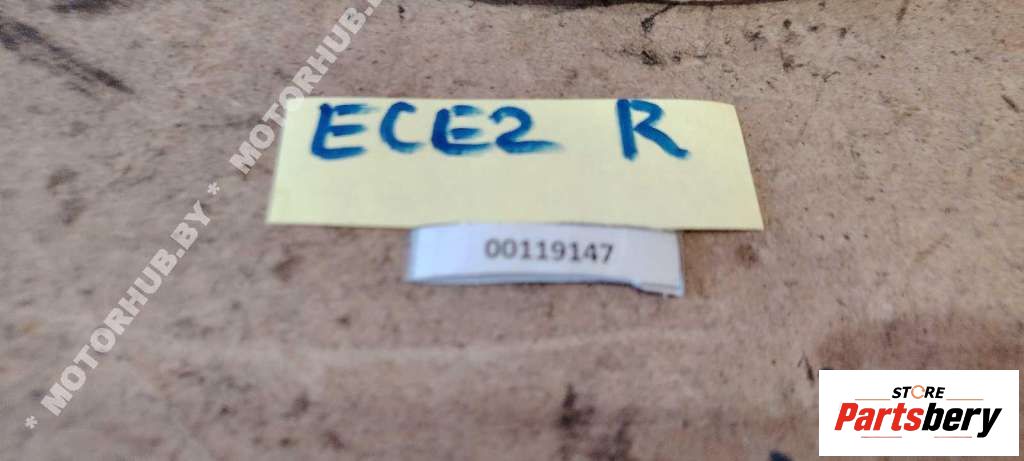 ECE2 R
00119147
* MOTORHUB.BY * MOTORHUB.BY
STORE
Partsbery